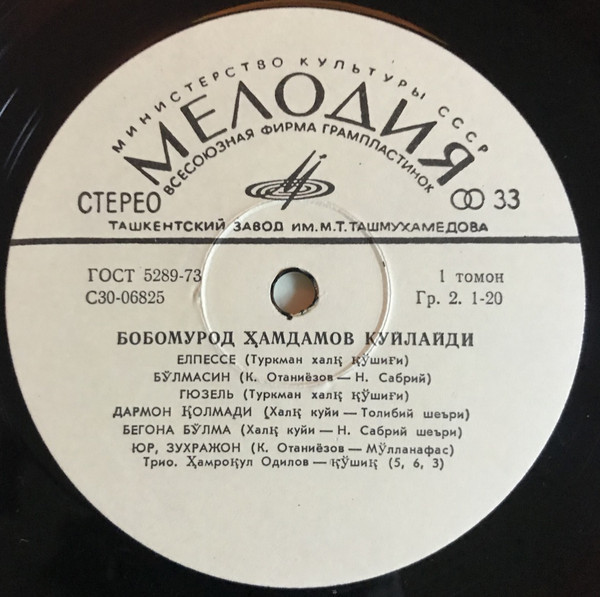 МИНИСТЕРСТВО КУЛЬТУРЫ СССР
МЕЛОДИЯ
ВСЕСОЮЗНАЯ ФИРМА ГРАМПЛАСТИНОК
СТЕРЕО 33
ТАШКЕНТСКИЙ ЗАВОД ИМ. М. Т. ТАШМУХАМЕДОВА
ГОСТ 5289-73 1 томон
С30-06825 Гр. 2. 1-20
БОБОМУРОД ҲАМДАМОВ КУЙЛАЙДИ
ЕЛПЕССЕ (Туркман халқ қўшиғи)
БЎЛМАСИН (К. Отаниёзов — Н. Сабрий)
ГЮЗЕЛЬ (Туркман халқ қўшиғи)
ДАРМОН ҚОЛМАДИ (Халқ куйи — Толибий шеъри)
БЕГОНА БЎЛМА (Халқ куйи — Н. Сабрий шеъри)
ЮР, ЗУХРАЖОН (К. Отаниёзов — Мўлланафас)
Трио. Ҳамроқул Одилов — қўшиқ (5, 6, 3)